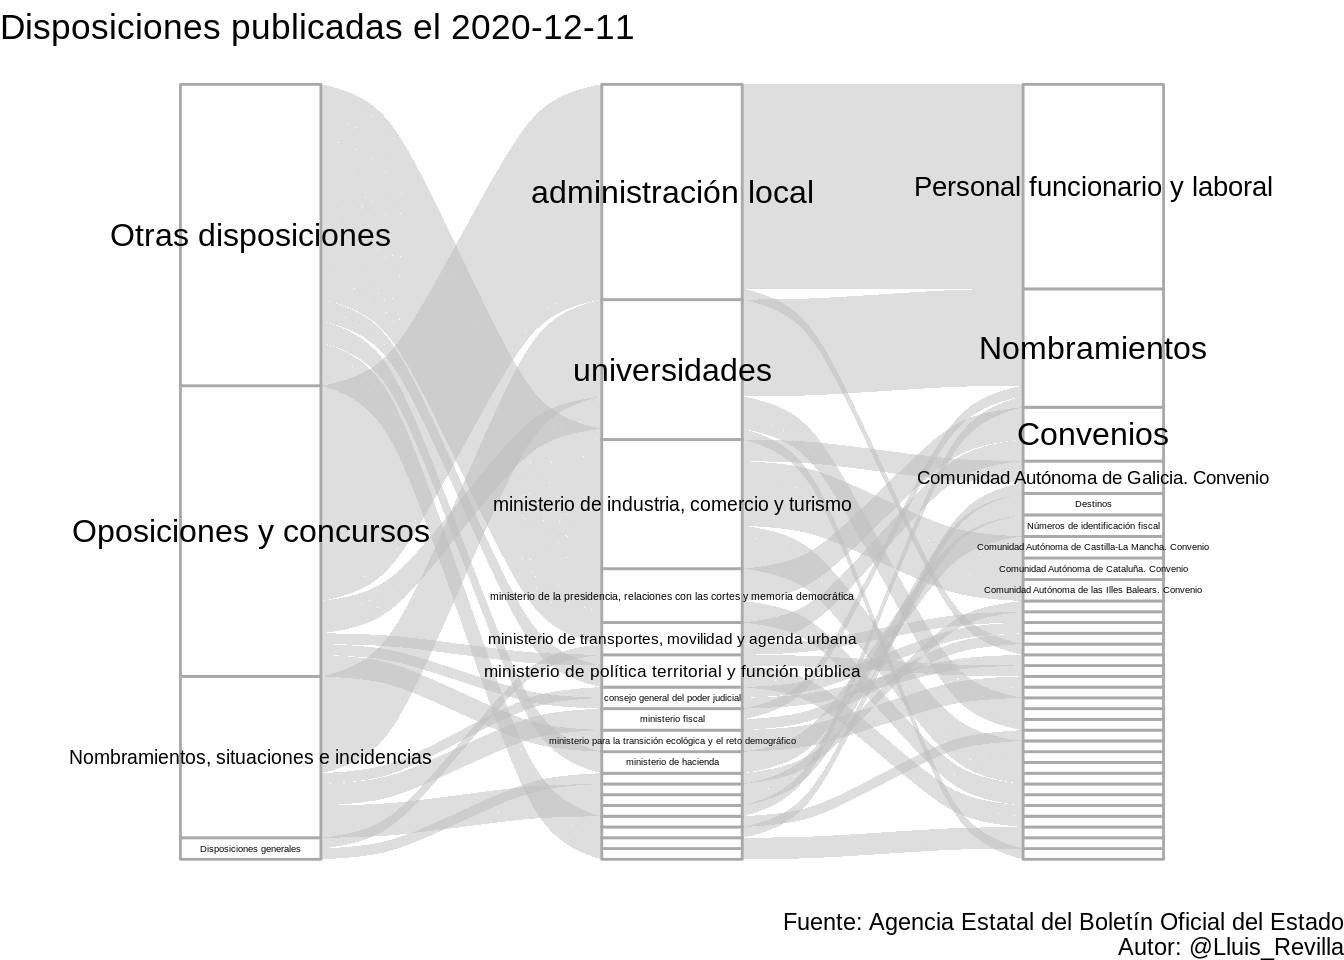 Disposiciones publicadas el 2020-12-11
Otras disposiciones
Oposiciones y concursos
Nombramientos, situaciones e incidencias
Disposiciones generales
administración local
universidades
ministerio de industria, comercio y turismo
ministerio de la presidencia, relaciones con las cortes y memoria democrática
ministerio de transportes, movilidad y agenda urbana
ministerio de política territorial y función pública
consejo general del poder judicial
ministerio fiscal
ministerio para la transición ecológica y el reto demográfico
ministerio de hacienda
Personal funcionario y laboral
Nombramientos
Convenios
Comunidad Autónoma de Galicia. Convenio
Destinos
Números de identificación fiscal
Comunidad Autónoma de Castilla-La Mancha. Convenio
Comunidad Autónoma de Cataluña. Convenio
Comunidad Autónoma de las Illes Balears. Convenio
Fuente: Agencia Estatal del Boletín Oficial del Estado
Autor: @Lluis_Revilla